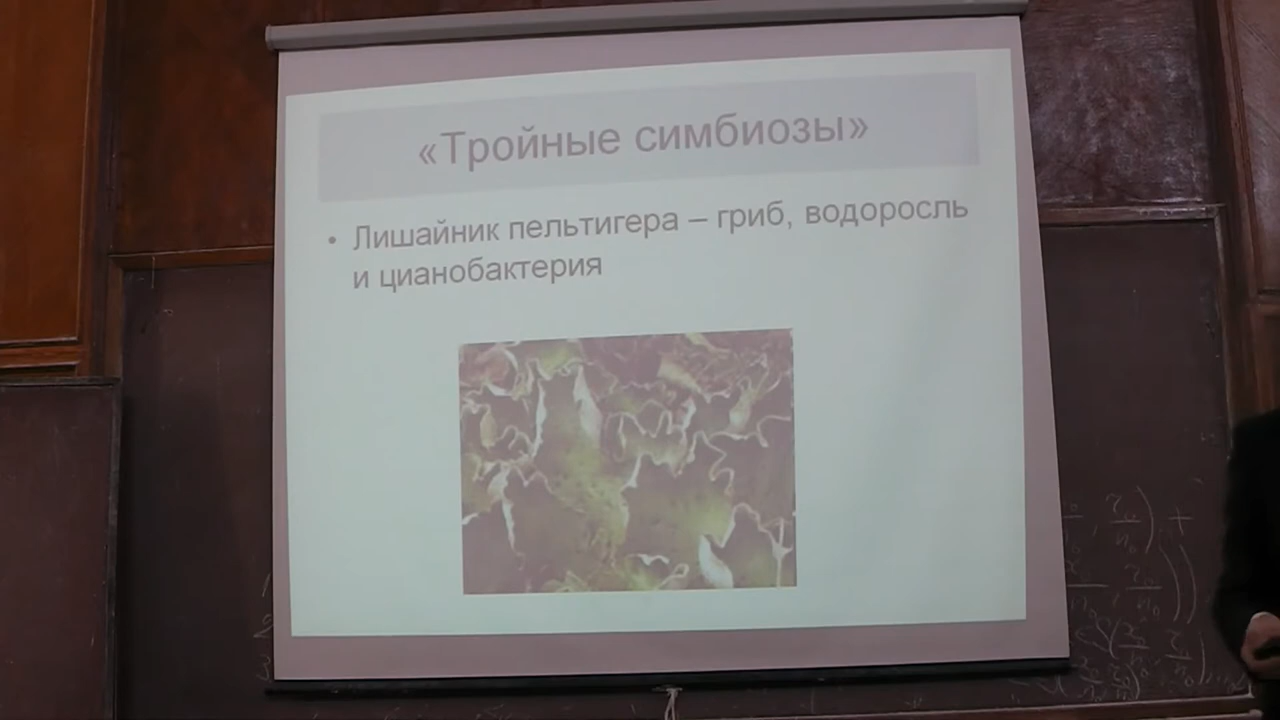 «Тройные симбиозы»
• Лишайник пельтигера – гриб, водоросль
и цианобактерия